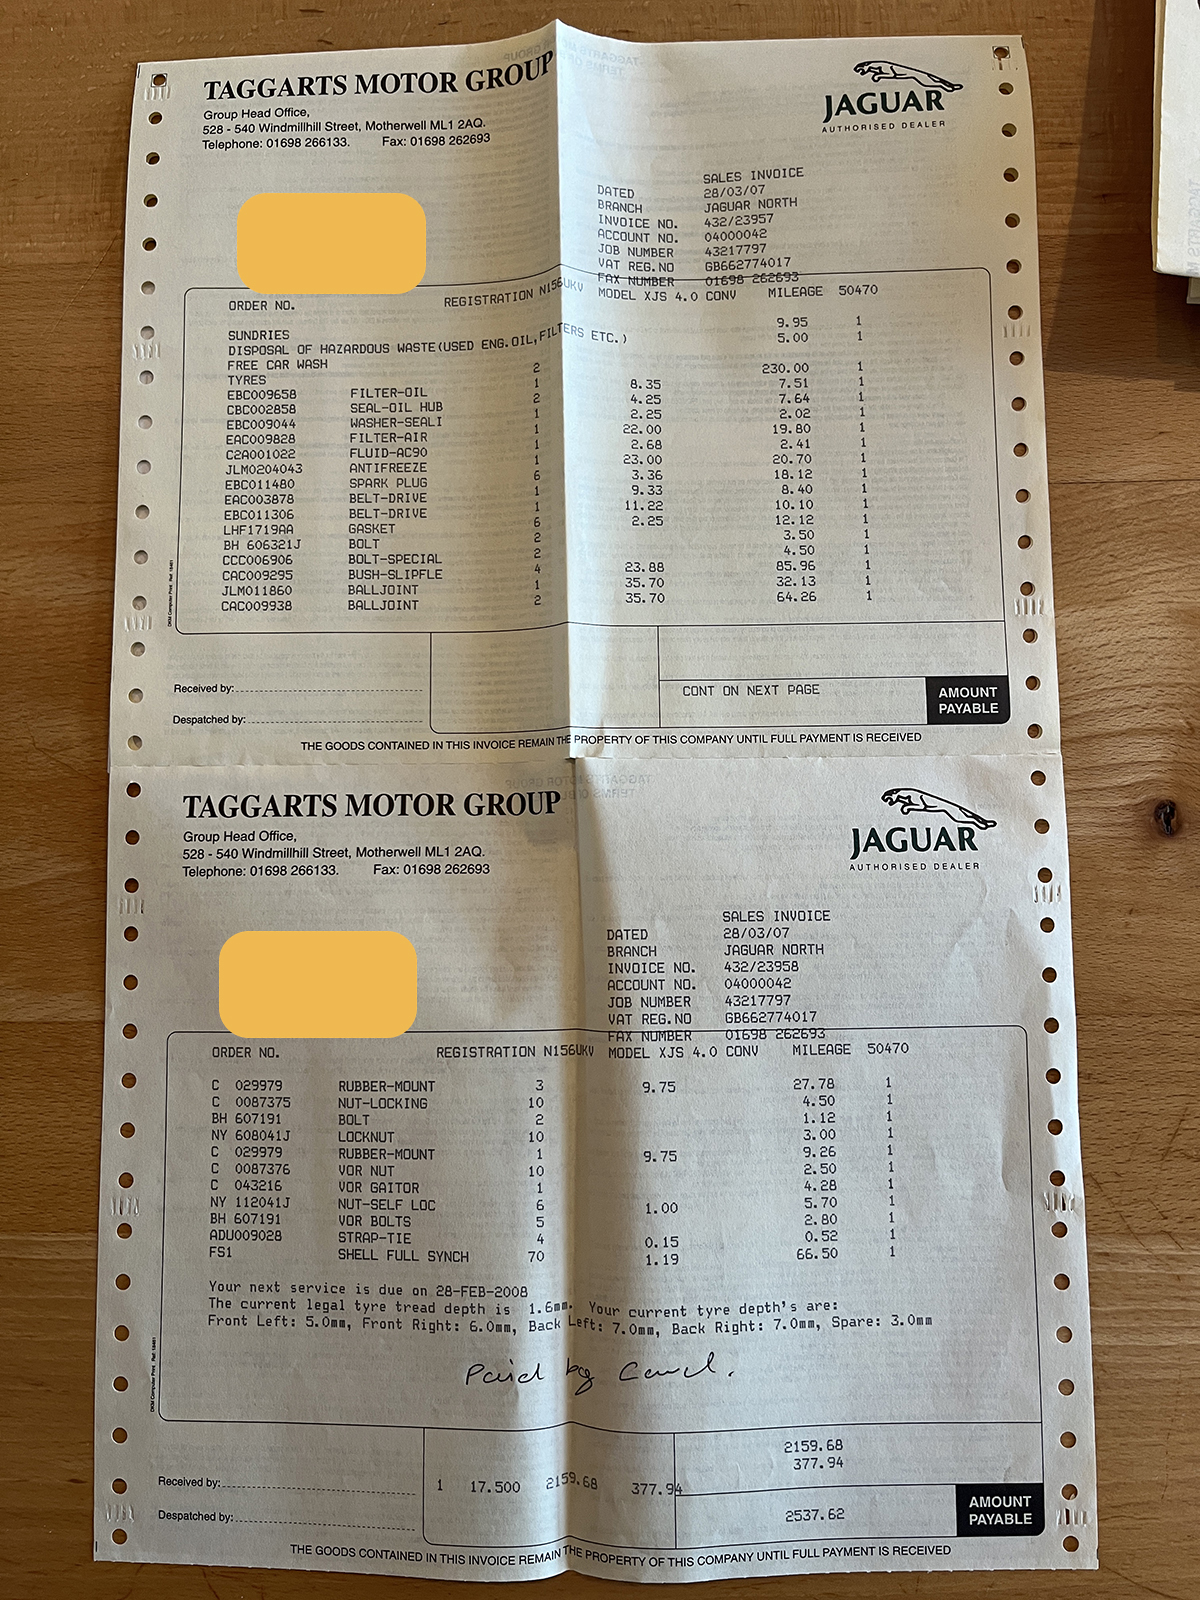 TAGGARTS MOTOR GROUP
Group Head Office,
528 - 540 Windmillhill Street, Motherwell ML1 2AQ.
Telephone: 01698 266133. Fax: 01698 262693
JAGUAR
AUTHORISED DEALER
SALES INVOICE
DATED 28/03/07
BRANCH JAGUAR NORTH
INVOICE NO. 432/23957
ACCOUNT NO. 04000042
JOB NUMBER 43217797
VAT REG.NO GB662774017
FAX NUMBER 01698 262693
ORDER NO. REGISTRATION N156UKV MODEL XJS 4.0 CONV MILEAGE 50470
SUNDRIES 9.95 1
DISPOSAL OF HAZARDOUS WASTE(USED ENG.OIL,FILTERS ETC.) 5.00 1
FREE CAR WASH
TYRES 2 230.00 1
EBC009658 FILTER-OIL 1 8.35 7.51 1
CBC002858 SEAL-OIL HUB 2 4.25 7.64 1
EBC009044 WASHER-SEALI 1 2.25 2.02 1
EAC009828 FILTER-AIR 1 22.00 19.80 1
C2A001022 FLUID-AC90 1 2.68 2.41 1
JLM0204043 ANTIFREEZE 1 23.00 20.70 1
EBC011480 SPARK PLUG 6 3.36 18.12 1
EAC003878 BELT-DRIVE 1 9.33 8.40 1
EBC011306 BELT-DRIVE 1 11.22 10.10 1
LHF1719AA GASKET 6 2.25 12.12 1
BH 606321J BOLT 2 3.50 1
CCC006906 BOLT-SPECIAL 2 4.50 1
CAC009295 BUSH-SLIPFLE 4 23.88 85.96 1
JLM011860 BALLJOINT 1 35.70 32.13 1
CAC009938 BALLJOINT 2 35.70 64.26 1
DKM Computer Print Ref: 18461
Received by:
Despatched by:
CONT ON NEXT PAGE
AMOUNT PAYABLE
THE GOODS CONTAINED IN THIS INVOICE REMAIN THE PROPERTY OF THIS COMPANY UNTIL FULL PAYMENT IS RECEIVED
TAGGARTS MOTOR GROUP
Group Head Office,
528 - 540 Windmillhill Street, Motherwell ML1 2AQ.
Telephone: 01698 266133. Fax: 01698 262693
JAGUAR
AUTHORISED DEALER
SALES INVOICE
DATED 28/03/07
BRANCH JAGUAR NORTH
INVOICE NO. 432/23958
ACCOUNT NO. 04000042
JOB NUMBER 43217797
VAT REG.NO GB662774017
FAX NUMBER 01698 262693
ORDER NO. REGISTRATION N156UKV MODEL XJS 4.0 CONV MILEAGE 50470
C 029979 RUBBER-MOUNT 3 9.75 27.78 1
C 0087375 NUT-LOCKING 10 4.50 1
BH 607191 BOLT 2 1.12 1
NY 608041J LOCKNUT 10 3.00 1
C 029979 RUBBER-MOUNT 1 9.75 9.26 1
C 0087376 VOR NUT 10 2.50 1
C 043216 VOR GAITOR 1 4.28 1
NY 112041J NUT-SELF LOC 6 1.00 5.70 1
BH 607191 VOR BOLTS 5 2.80 1
ADU009028 STRAP-TIE 4 0.15 0.52 1
FS1 SHELL FULL SYNCH 70 1.19 66.50 1
Your next service is due on 28-FEB-2008
The current legal tyre tread depth is 1.6mm. Your current tyre depth's are:
Front Left: 5.0mm, Front Right: 6.0mm, Back Left: 7.0mm, Back Right: 7.0mm, Spare: 3.0mm
Paid by Card.
DKM Computer Print Ref: 18461
2159.68
377.94
Received by:
1 17.500 2159.68 377.94
Despatched by:
2537.62
AMOUNT PAYABLE
THE GOODS CONTAINED IN THIS INVOICE REMAIN THE PROPERTY OF THIS COMPANY UNTIL FULL PAYMENT IS RECEIVED